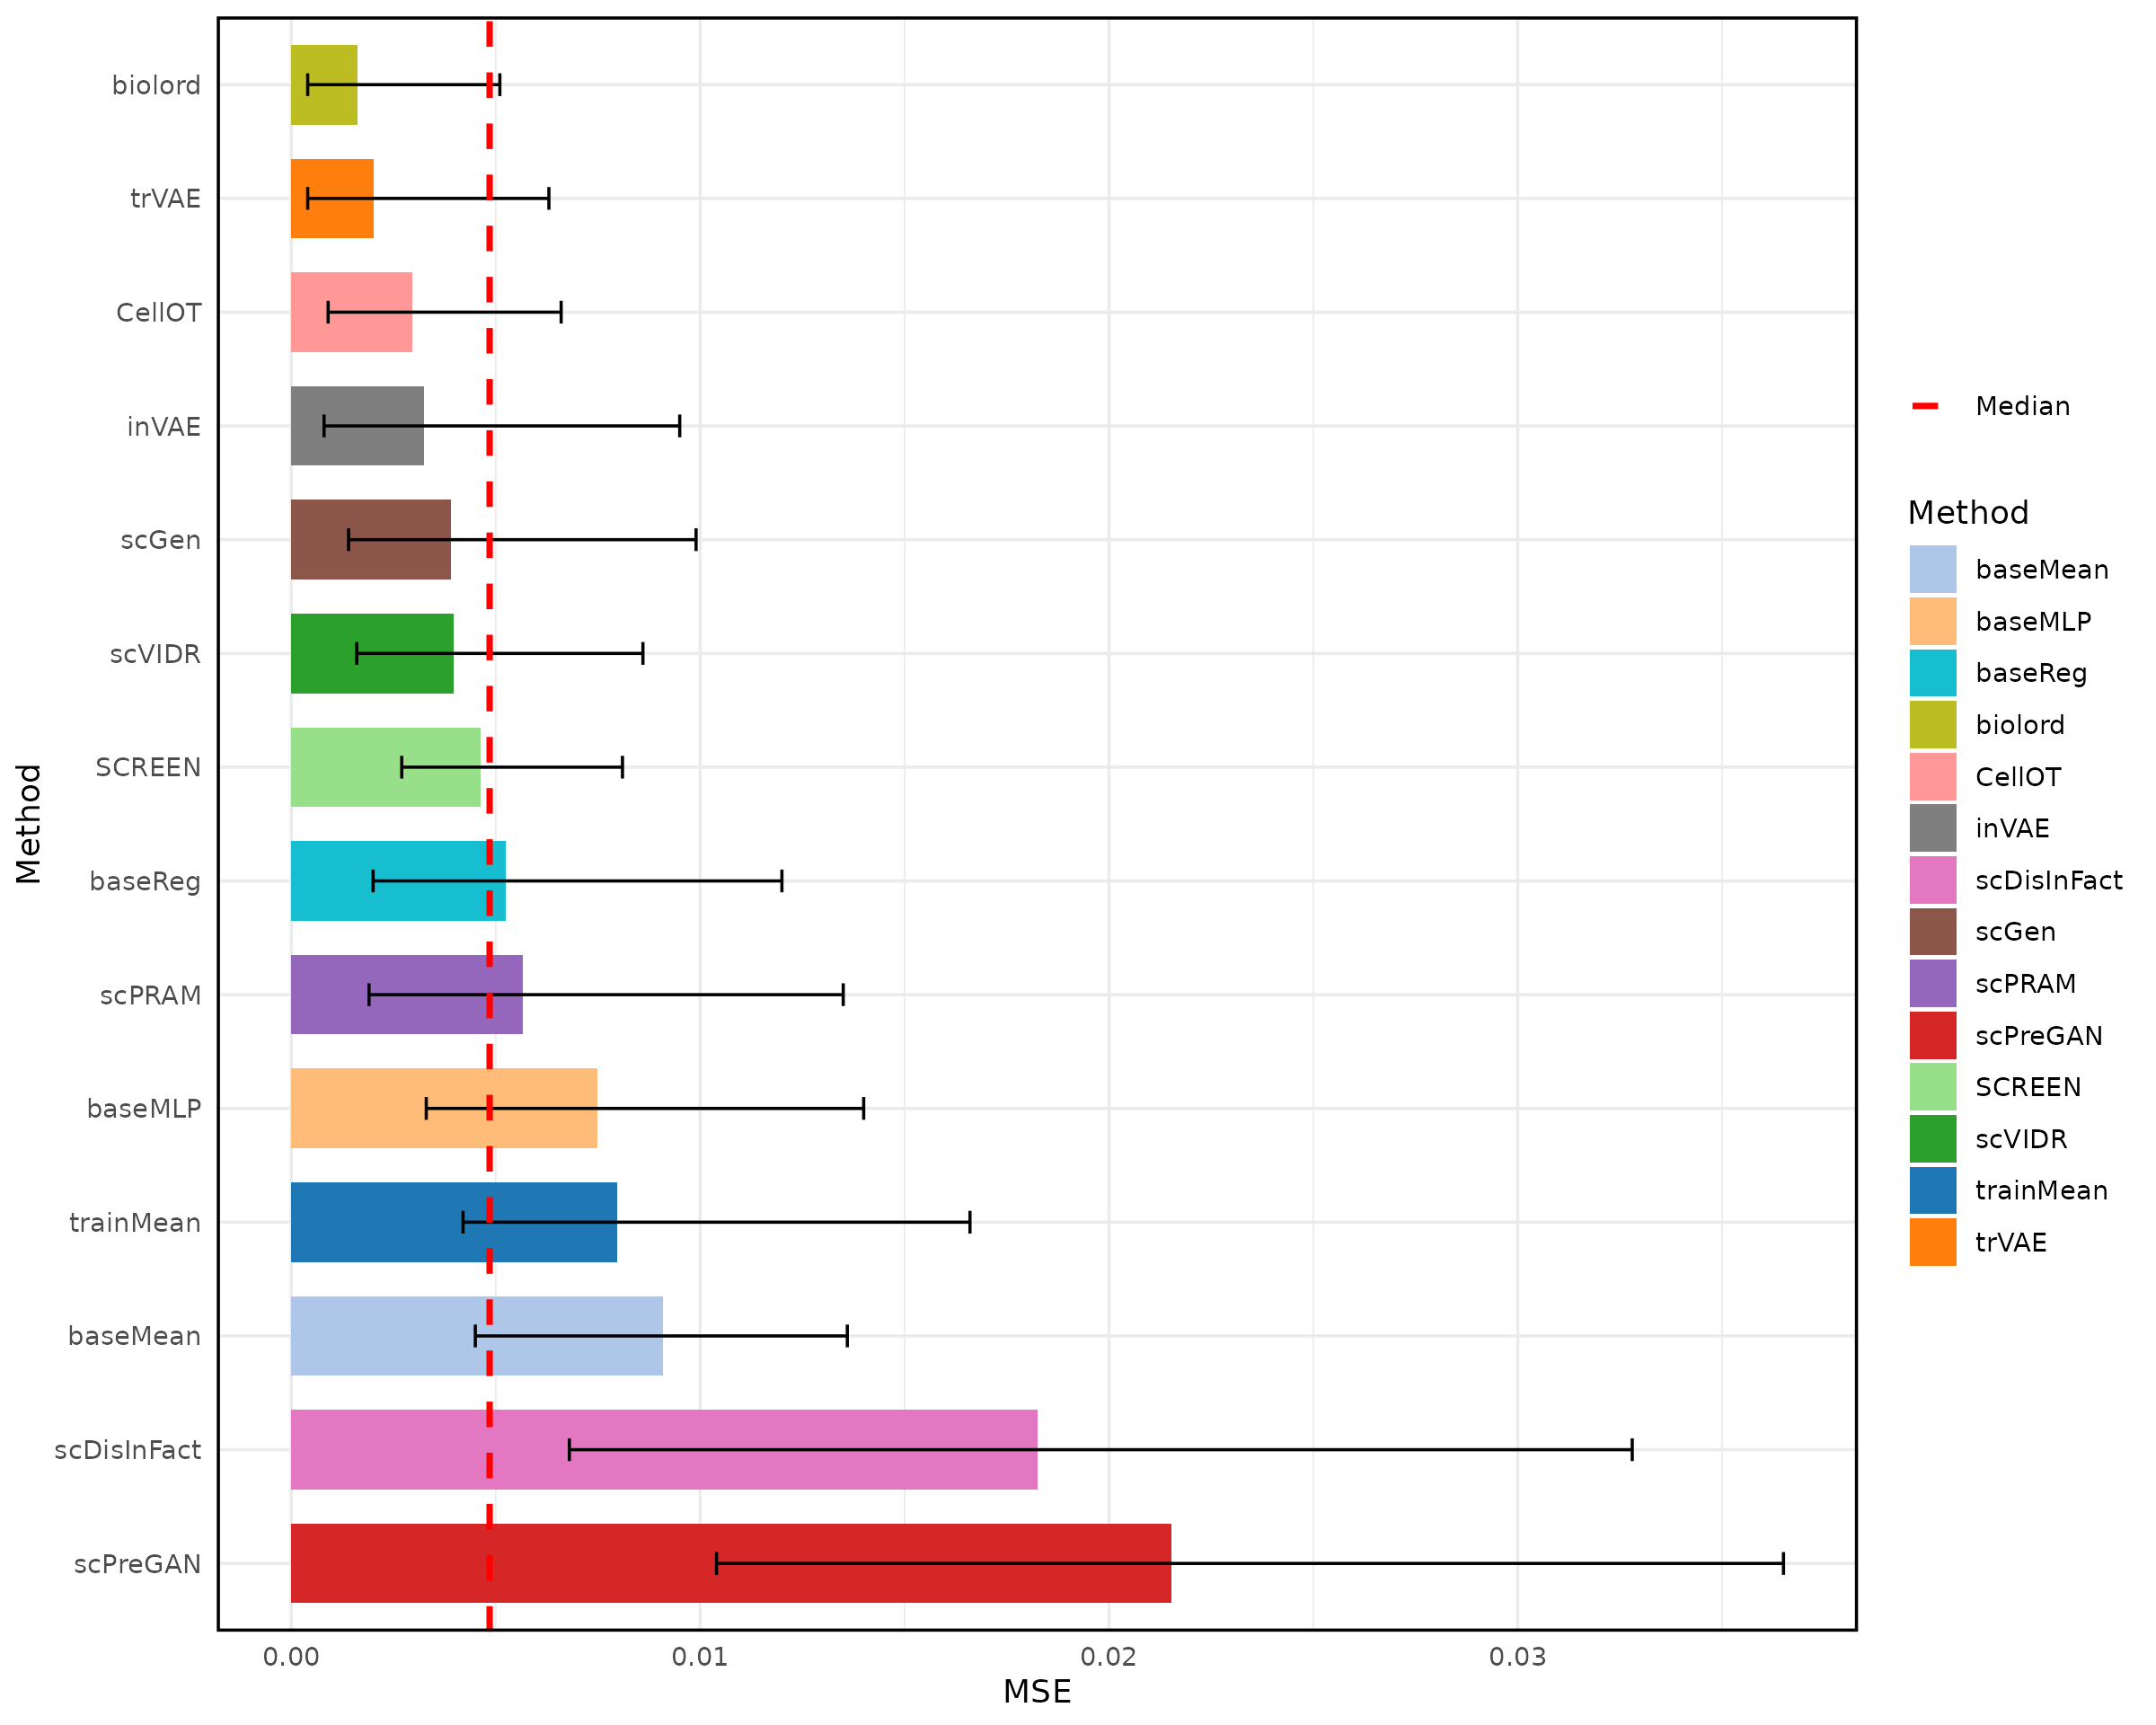 biolord
trVAE
CellOT
inVAE
scGen
scVIDR
SCREEN
baseReg
scPRAM
baseMLP
trainMean
baseMean
scDisInFact
scPreGAN
Method
0.00 0.01 0.02 0.03
MSE
Median
Method
baseMean
baseMLP
baseReg
biolord
CellOT
inVAE
scDisInFact
scGen
scPRAM
scPreGAN
SCREEN
scVIDR
trainMean
trVAE